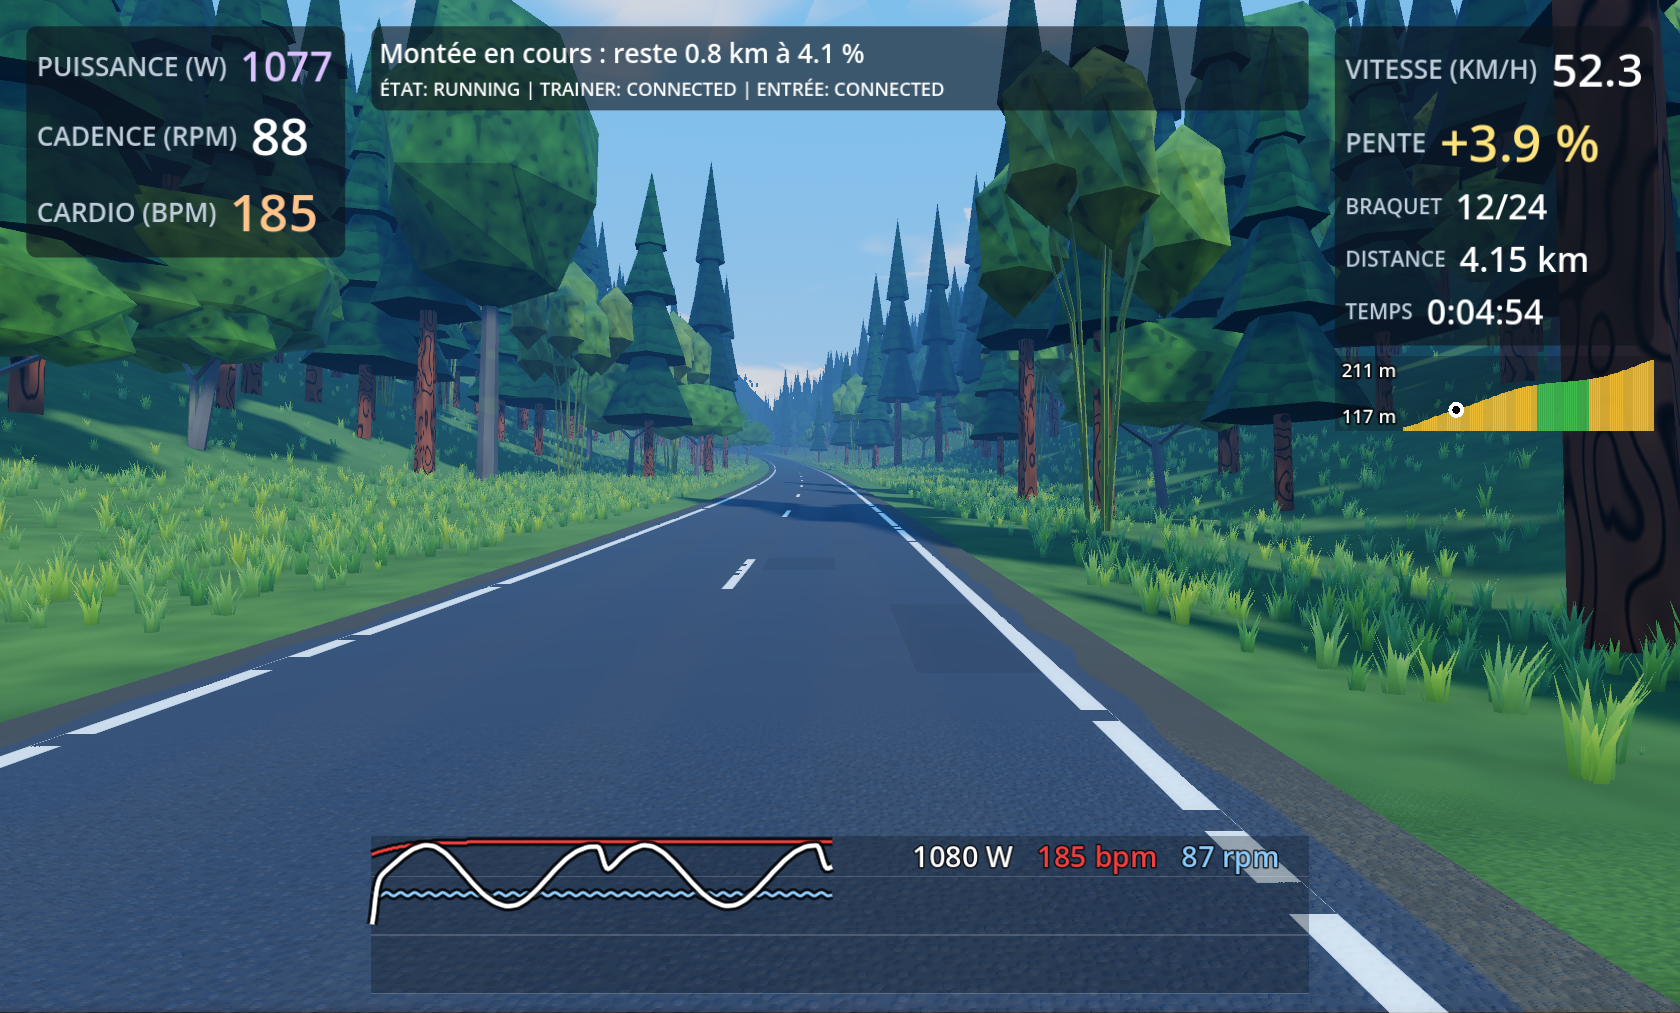 PUISSANCE (W) 1077
CADENCE (RPM) 88
CARDIO (BPM) 185
Montée en cours : reste 0.8 km à 4.1 %
ÉTAT: RUNNING | TRAINER: CONNECTED | ENTRÉE: CONNECTED
VITESSE (KM/H) 52.3
PENTE +3.9 %
BRAQUET 12/24
DISTANCE 4.15 km
TEMPS 0:04:54
211 m
117 m
1080 W 185 bpm 87 rpm